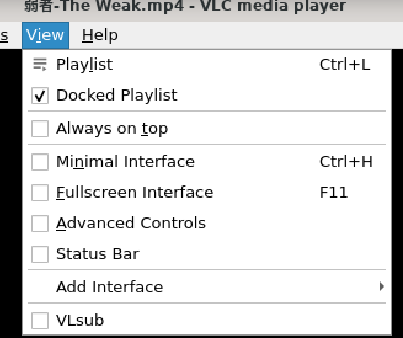 弱者-The Weak.mp4 - VLC media player
s View Help
Playlist Ctrl+L
Docked Playlist
Always on top
Minimal Interface Ctrl+H
Fullscreen Interface F11
Advanced Controls
Status Bar
Add Interface
VLsub